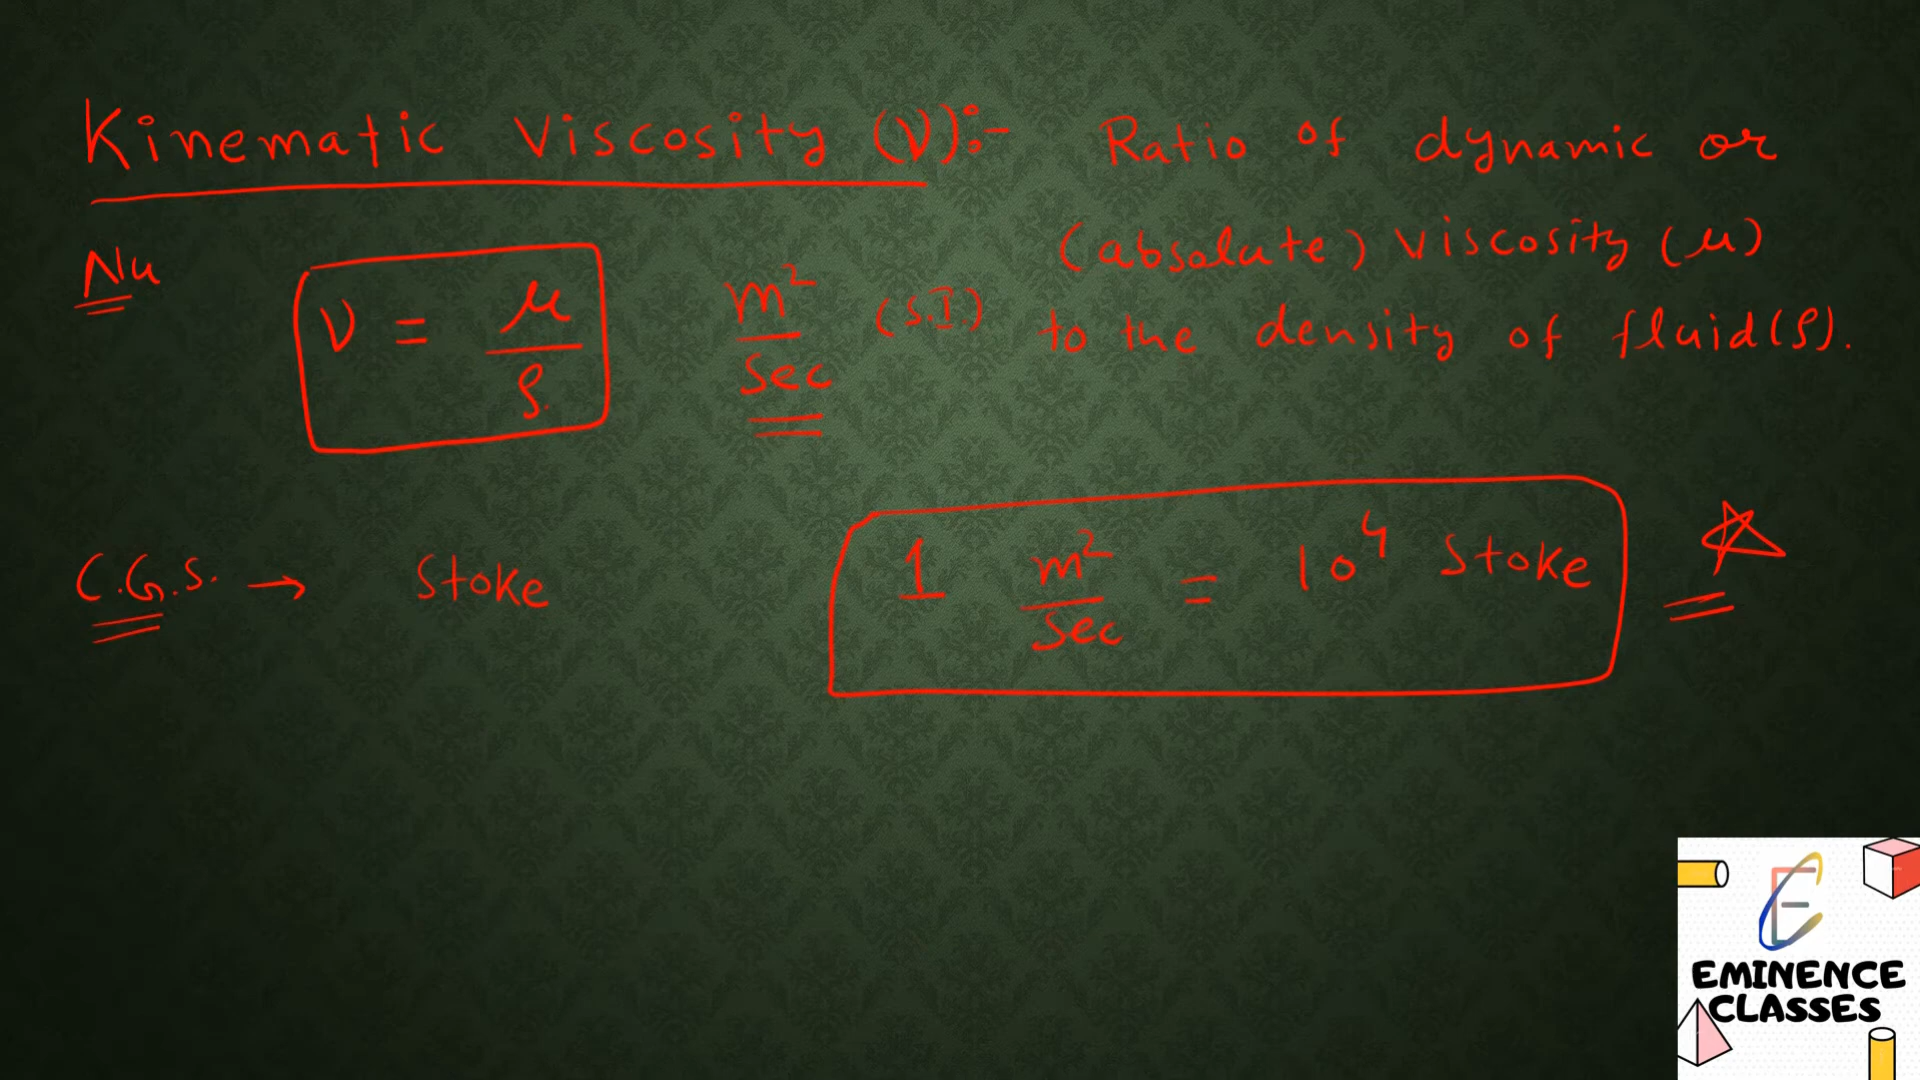 Kinematic Viscosity (ν):- Ratio of dynamic or
(absolute) viscosity (μ)
to the density of fluid (ρ).
Nu
ν = μ/ρ m²/sec (S.I.)
C.G.S. → Stoke
1 m²/sec = 10⁴ Stoke
EMINENCE
CLASSES